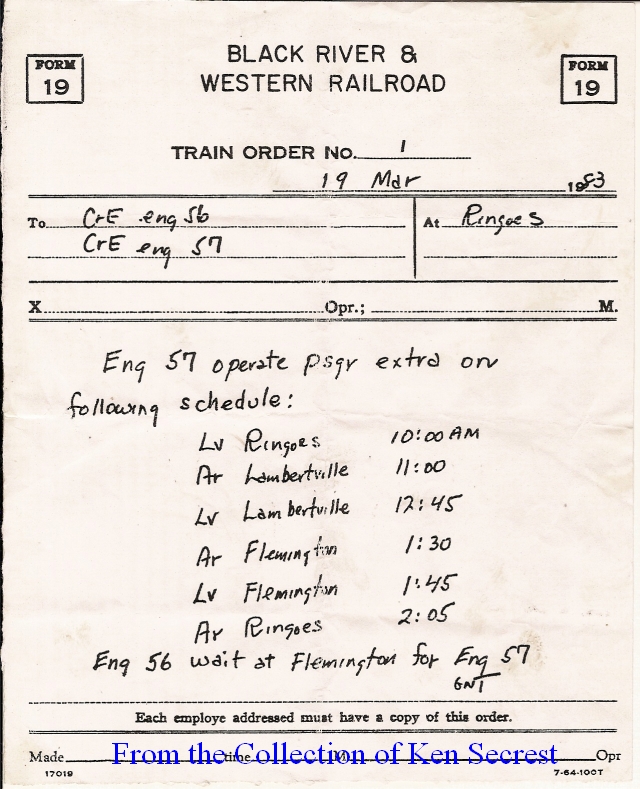 BLACK RIVER &
WESTERN RAILROAD
FORM
19
FORM
19
TRAIN ORDER No. 1
19 Mar 1983
To C&E eng 56
C&E eng 57
At Ringoes
X Opr.; M.
Eng 57 operate psgr extra on
following schedule:
Lv Ringoes 10:00 AM
Ar Lambertville 11:00
Lv Lambertville 12:45
Ar Flemington 1:30
Lv Flemington 1:45
Ar Ringoes 2:05
Eng 56 wait at Flemington for Eng 57
GNT
Each employe addressed must have a copy of this order.
Made time M Opr
From the Collection of Ken Secrest
17019 7-64-100T